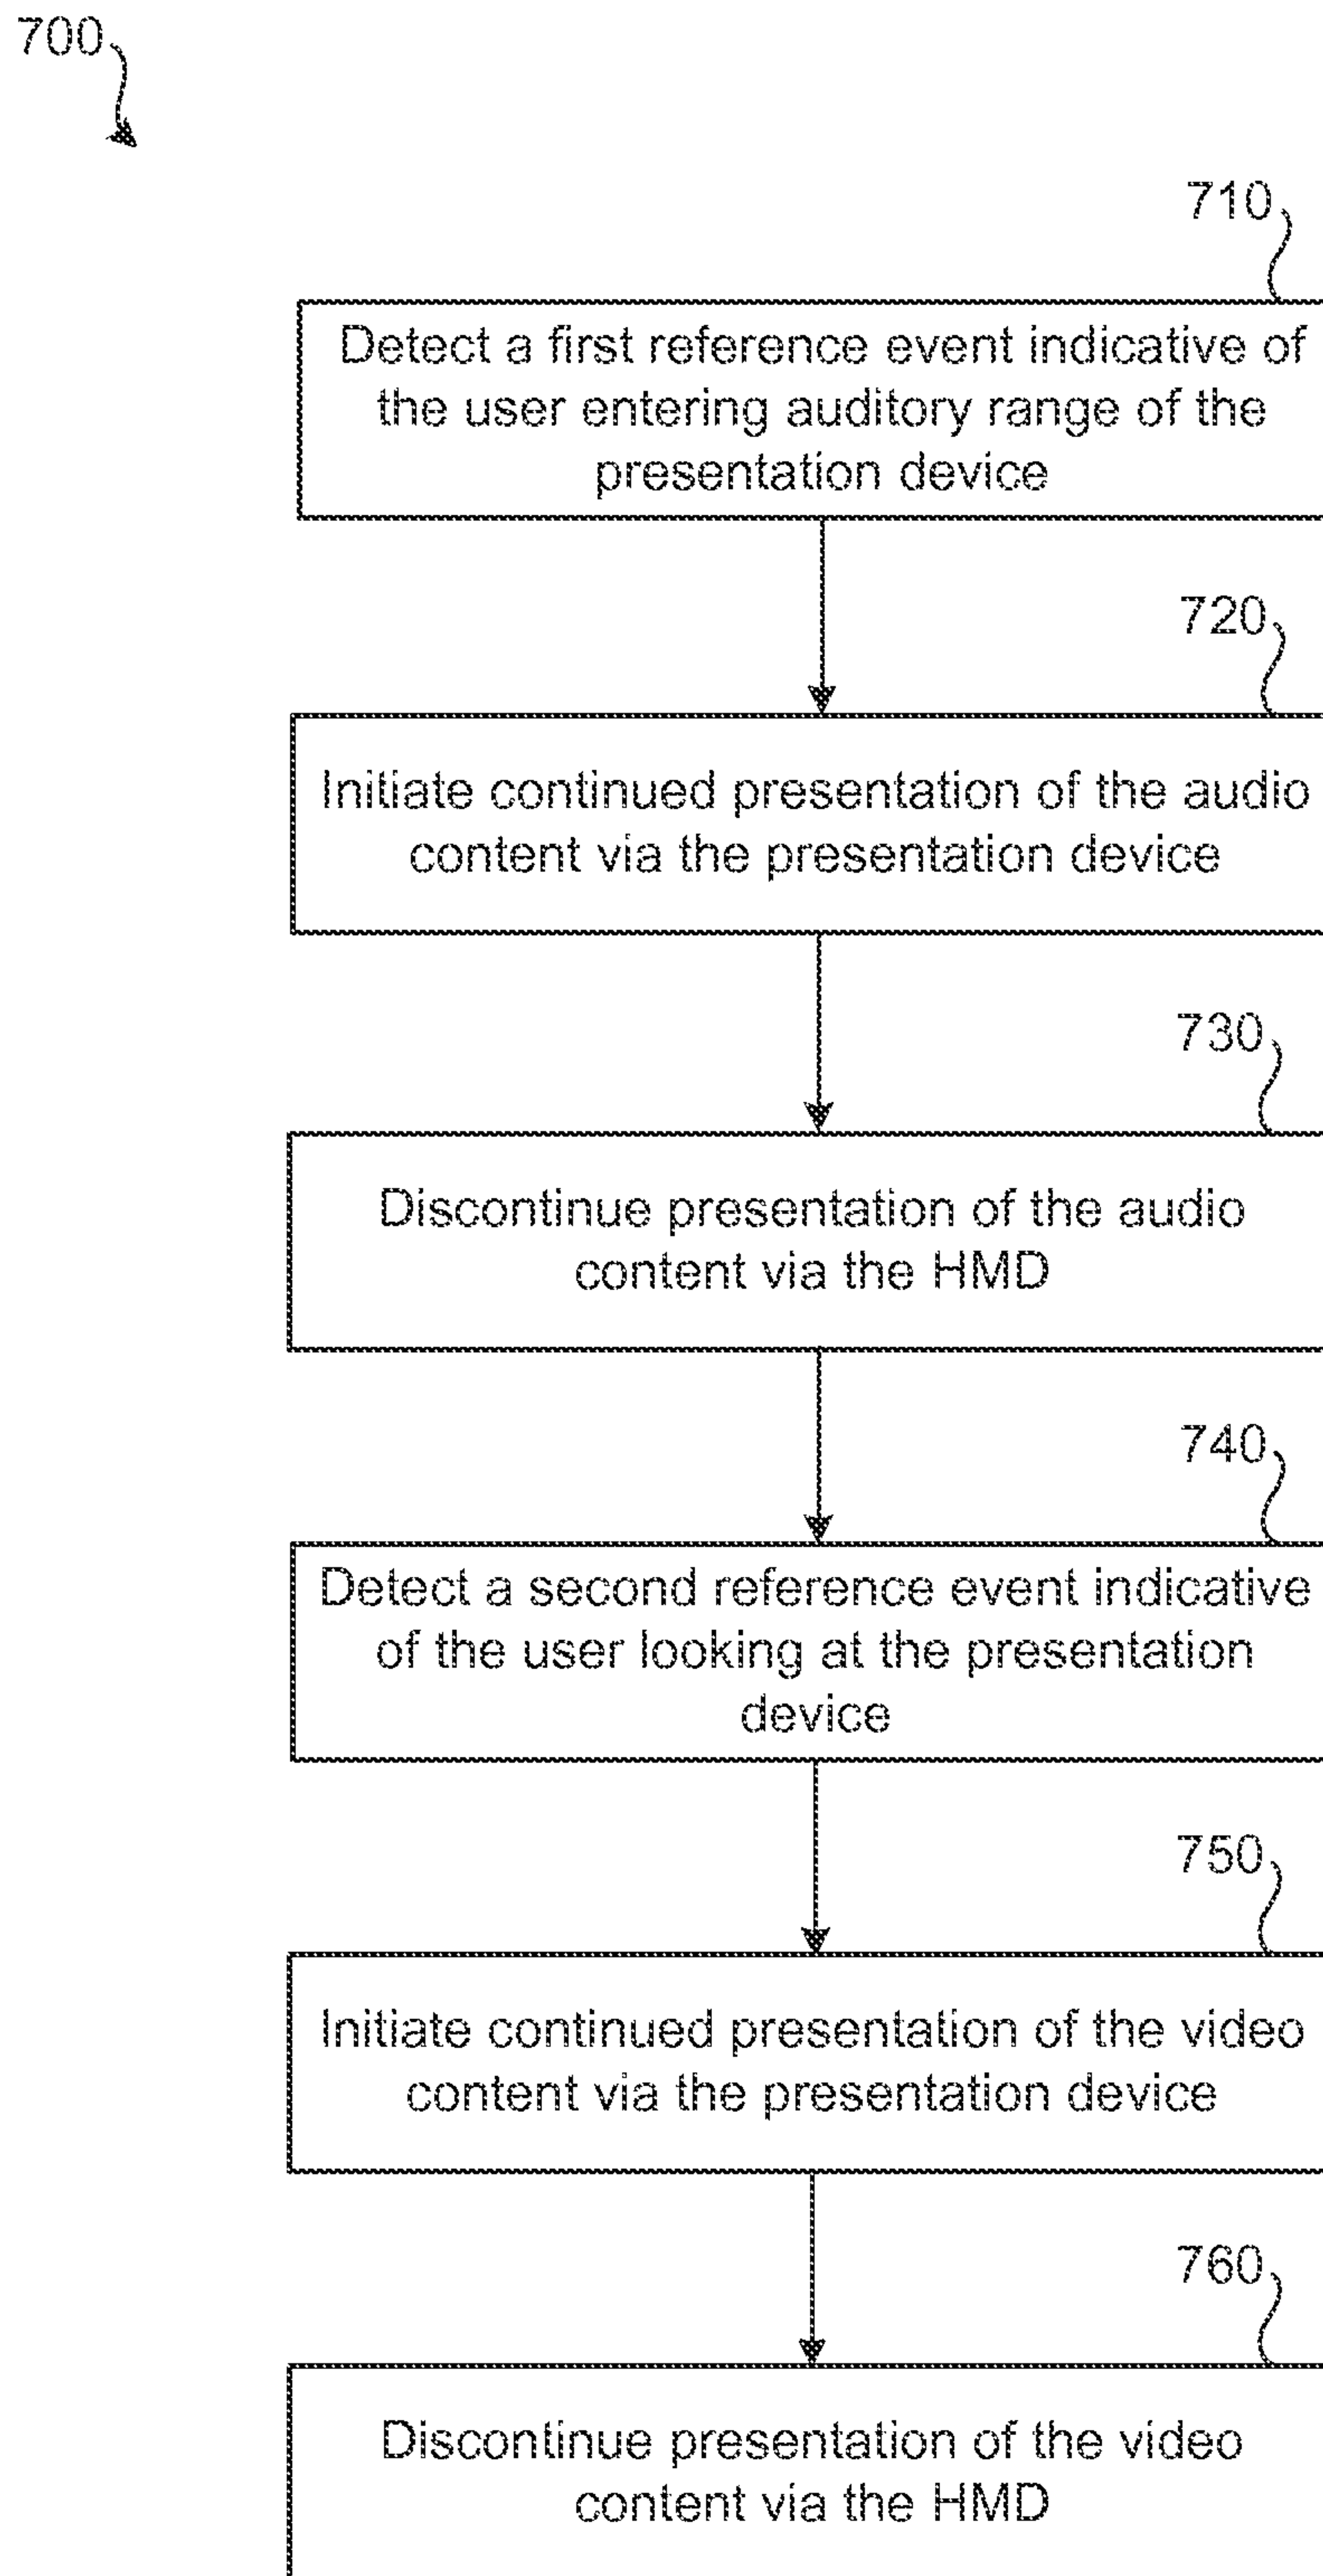 700
710
Detect a first reference event indicative of
the user entering auditory range of the
presentation device
720
Initiate continued presentation of the audio
content via the presentation device
730
Discontinue presentation of the audio
content via the HMD
740
Detect a second reference event indicative
of the user looking at the presentation
device
750
Initiate continued presentation of the video
content via the presentation device
760
Discontinue presentation of the video
content via the HMD